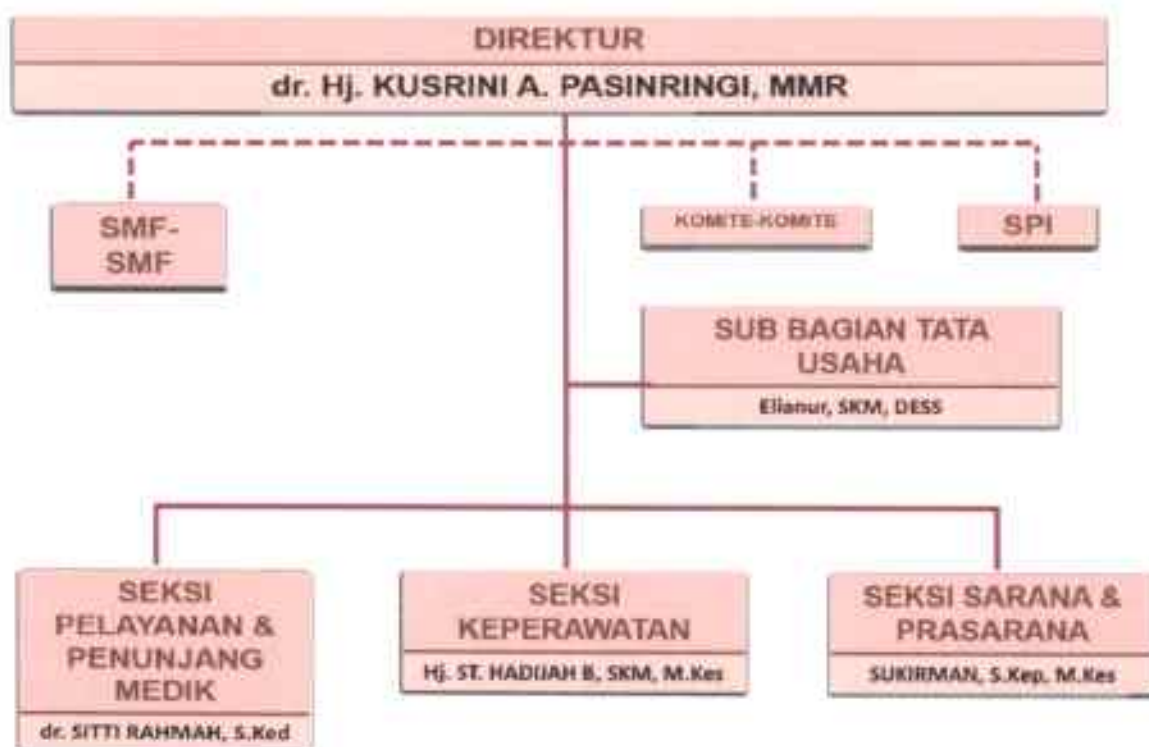 DIREKTUR
dr. Hj. KUSRINI A. PASINRINGI, MMR
SMF-
SMF
KOMITE-KOMITE
SPI
SUB BAGIAN TATA
USAHA
Elianur, SKM, DESS
SEKSI
PELAYANAN &
PENUNJANG
MEDIK
dr. SITTI RAHMAH, S.Ked
SEKSI
KEPERAWATAN
Hj. ST. HADIJAH B, SKM, M.Kes
SEKSI SARANA &
PRASARANA
SUKIRMAN, S.Kep, M.Kes